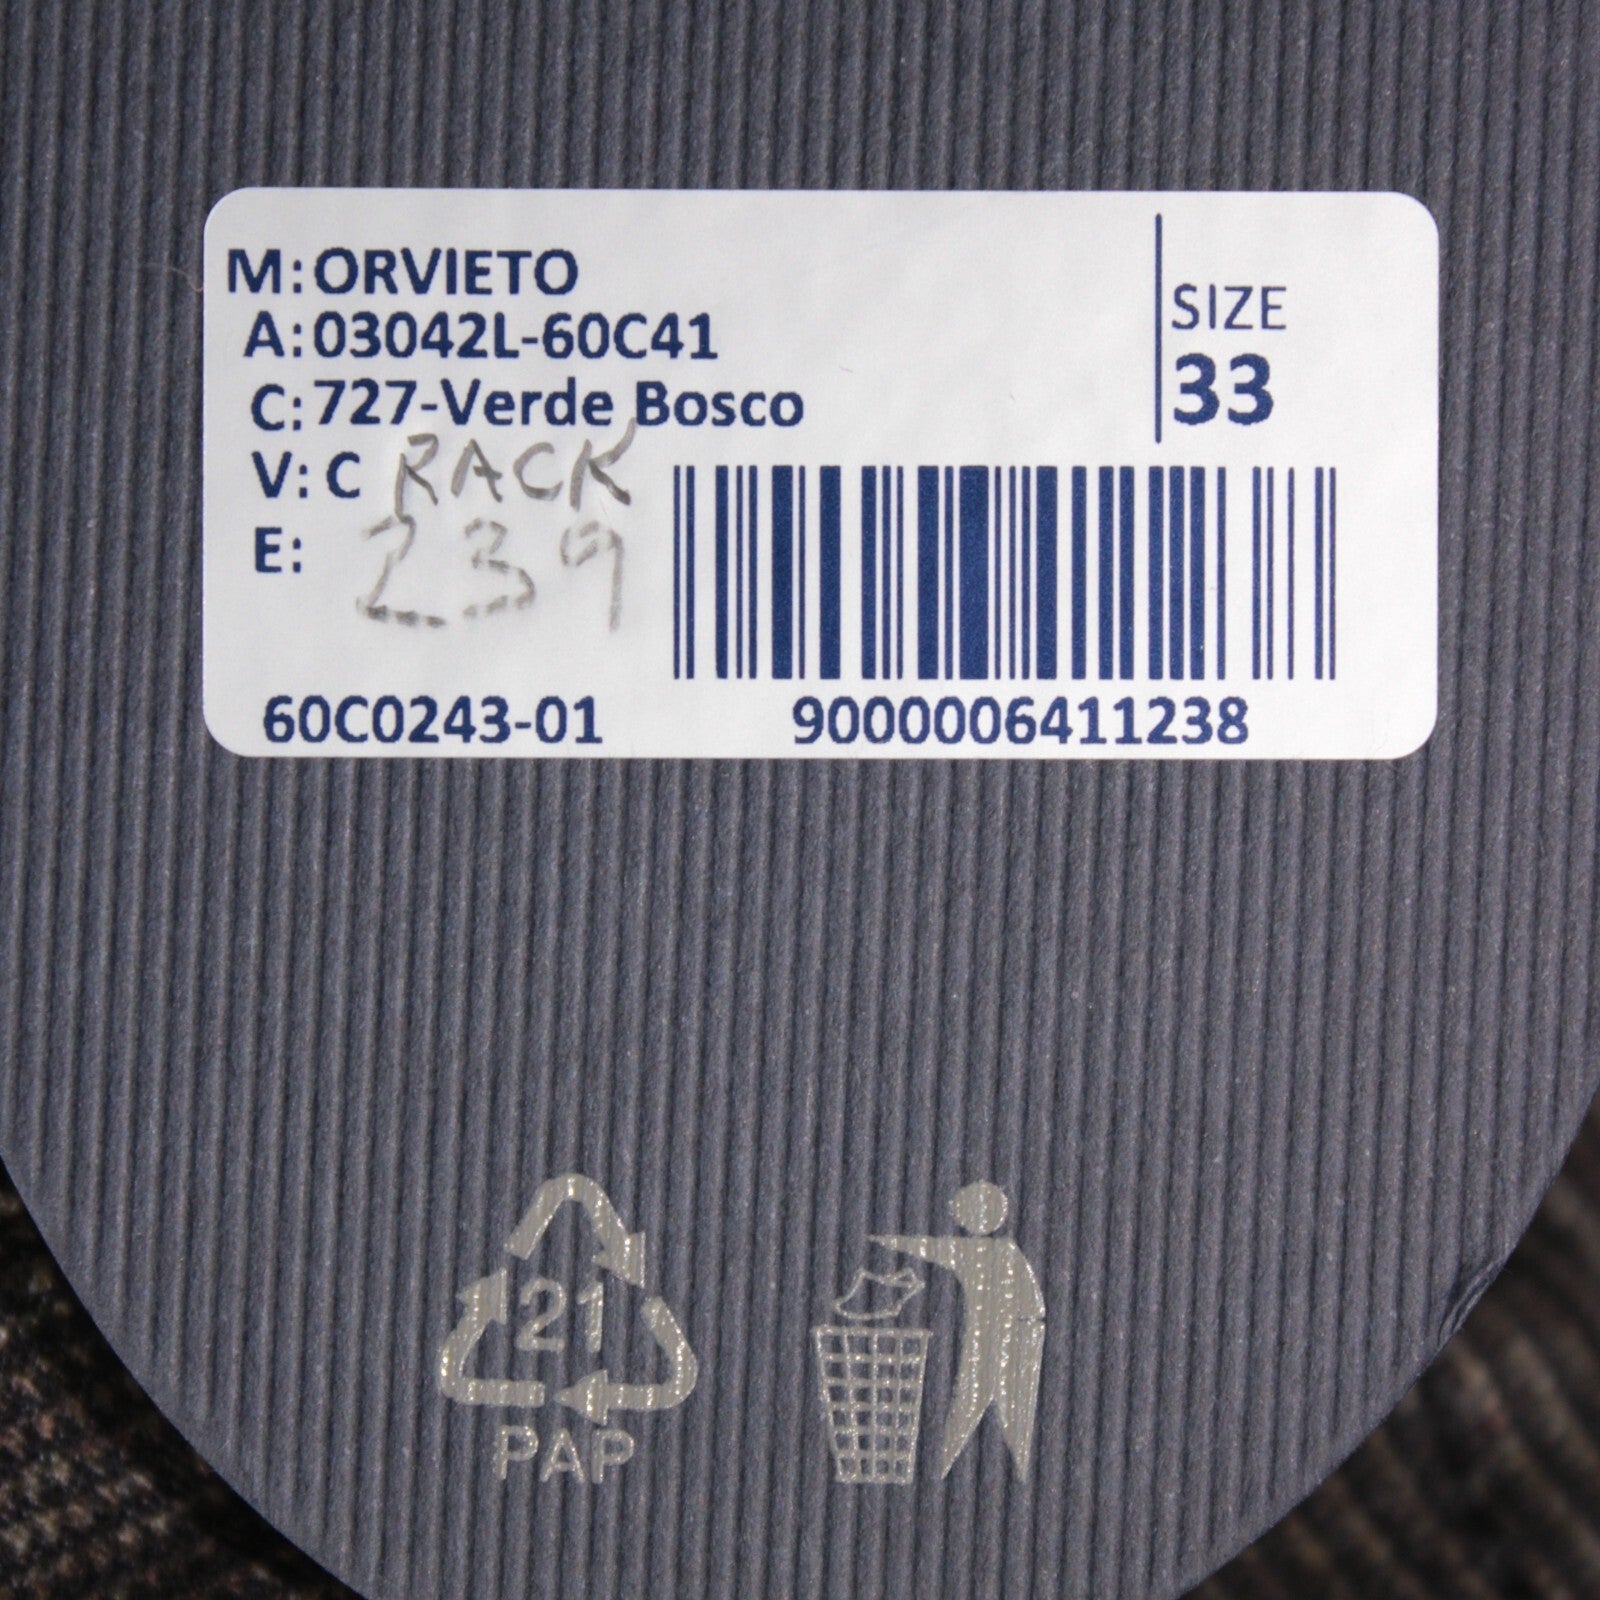 M: ORVIETO
A: 03042L-60C41
C: 727-Verde Bosco
V: C RACK
E: 239
SIZE
33
60C0243-01
9000006411238
21
PAP